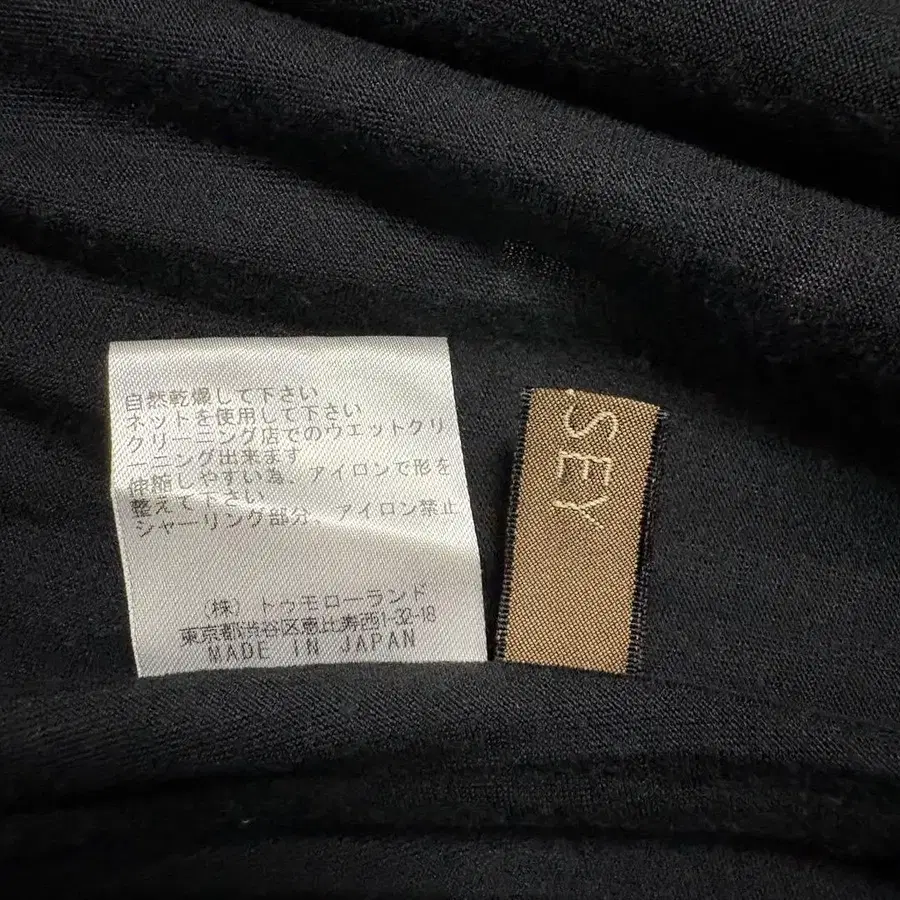 自然乾燥して下さい
ネットを使用して下さい
クリーニング店でのウエットクリ
ーニング出来ます
伸縮しやすい為、アイロンで形を
整えて下さい
シャーリング部分、アイロン禁止
(株)トゥモローランド
東京都渋谷区恵比寿西1-32-18
MADE IN JAPAN
SEY